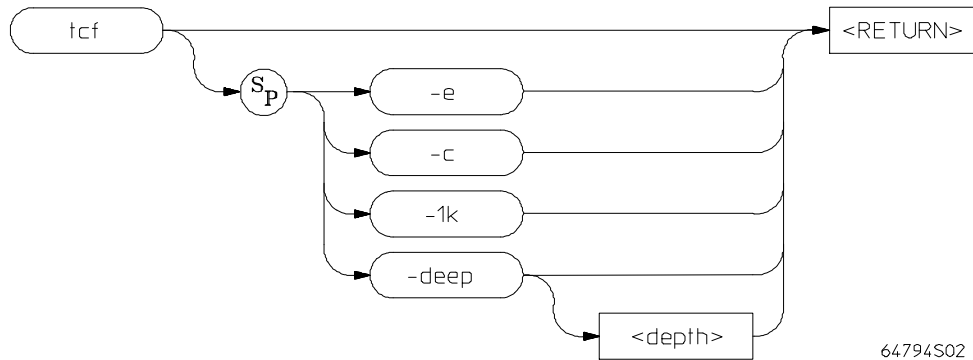 tcf
<RETURN>
SP
-e
-c
-1k
-deep
<depth>
64794S02